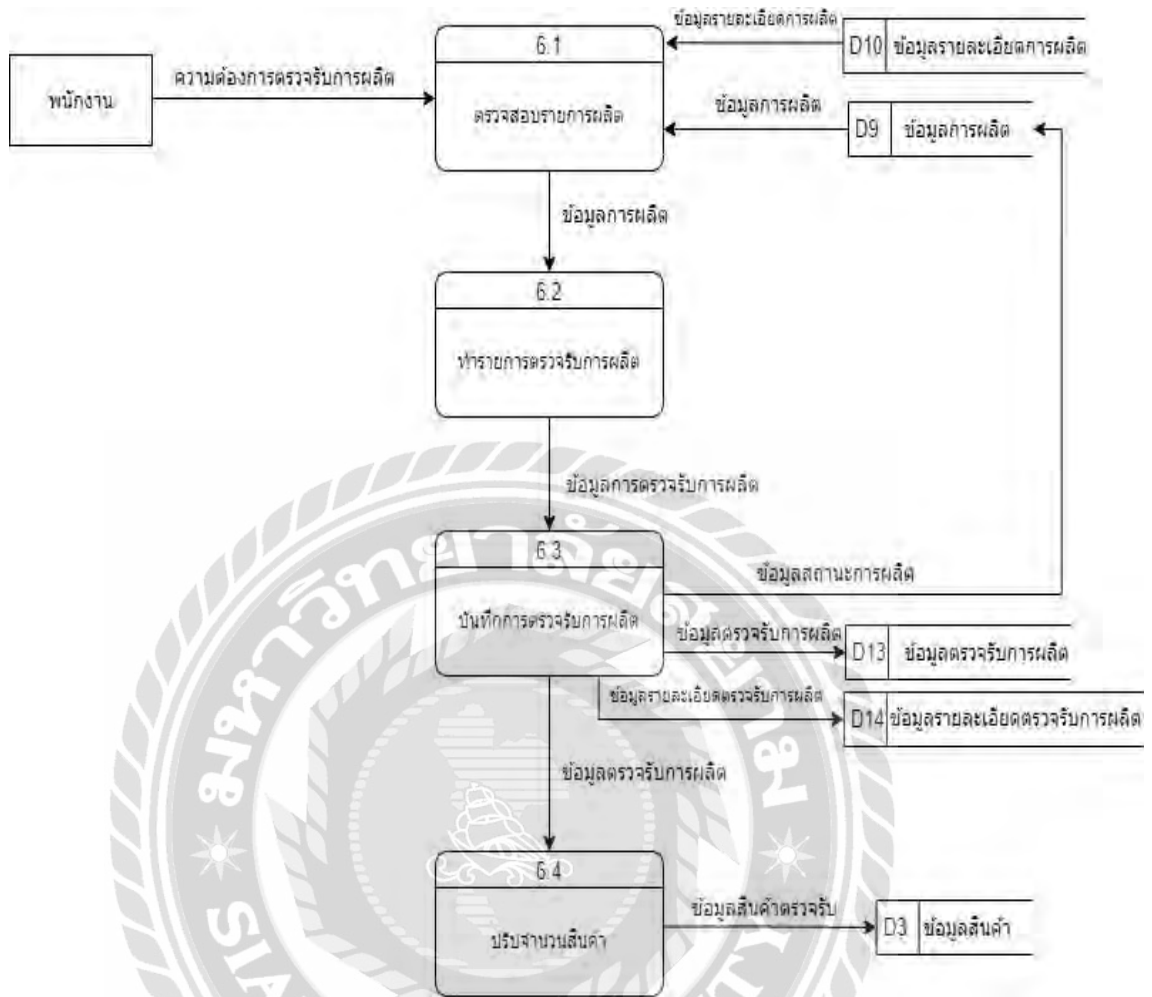 ข้อมูลรายละเอียดการผลิต
6.1
D10 ข้อมูลรายละเอียดการผลิต
ความต้องการตรวจรับการผลิต
พนักงาน
ตรวจสอบรายการผลิต
ข้อมูลการผลิต
D9 ข้อมูลการผลิต
ข้อมูลการผลิต
6.2
ทำรายการตรวจรับการผลิต
ข้อมูลการตรวจรับการผลิต
6.3
ข้อมูลสถานะการผลิต
บันทึกการตรวจรับการผลิต
ข้อมูลตรวจรับการผลิต
D13 ข้อมูลตรวจรับการผลิต
ข้อมูลรายละเอียดตรวจรับการผลิต
D14 ข้อมูลรายละเอียดตรวจรับการผลิต
ข้อมูลตรวจรับการผลิต
6.4
ข้อมูลสินค้าตรวจรับ
D3 ข้อมูลสินค้า
ปรับจำนวนสินค้า
มหาวิทยาลัยสยาม